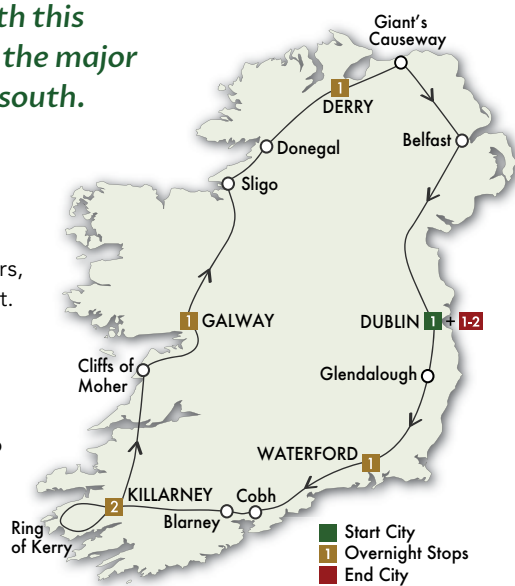 th this
the major
south.
rs,
t.
Giant's
Causeway
1
DERRY
Donegal
Belfast
Sligo
1 GALWAY
DUBLIN 1 + 1-2
Cliffs of
Moher
Glendalough
WATERFORD 1
2 KILLARNEY
Blarney
Cobh
Ring
of Kerry
Start City
1 Overnight Stops
End City